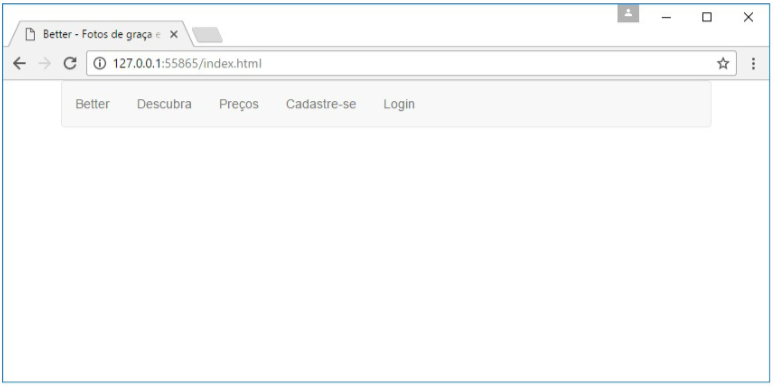 Better - Fotos de graça e
127.0.0.1:55865/index.html
Better Descubra Preços Cadastre-se Login